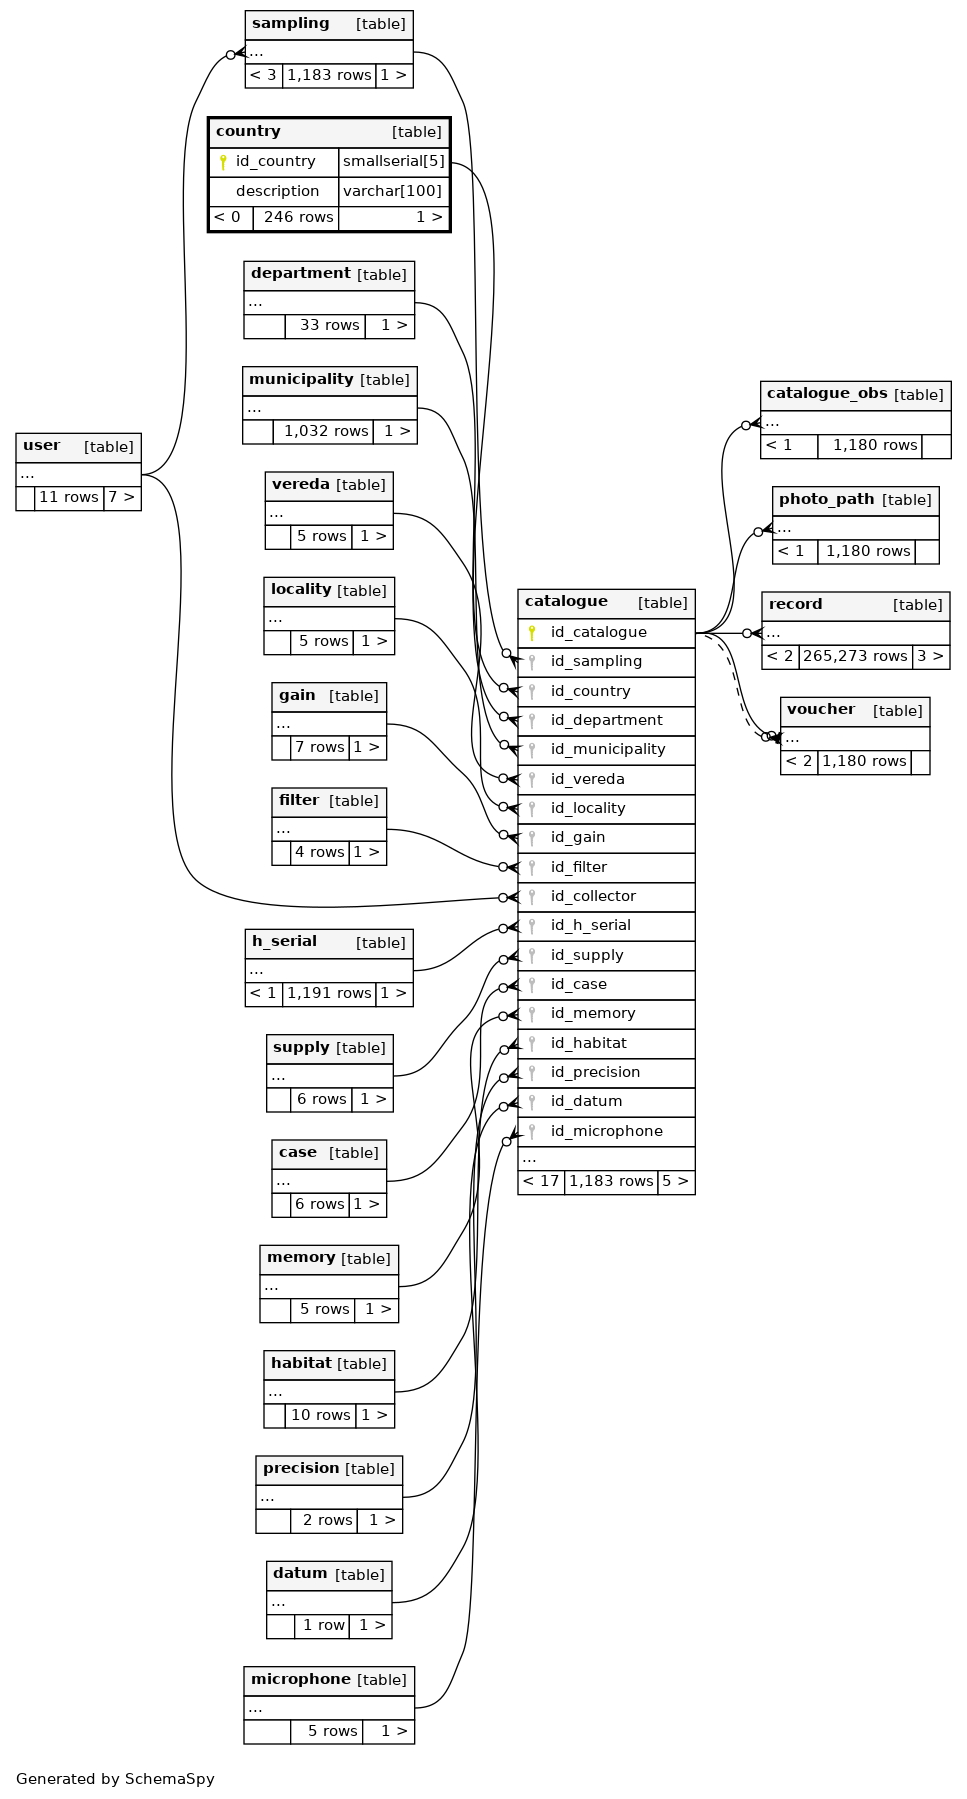 sampling [table]
...
< 3 1,183 rows 1 >
country [table]
id_country smallserial[5]
description varchar[100]
< 0 246 rows 1 >
department [table]
...
33 rows 1 >
municipality [table]
...
1,032 rows 1 >
user [table]
...
11 rows 7 >
vereda [table]
...
5 rows 1 >
locality [table]
...
5 rows 1 >
gain [table]
...
7 rows 1 >
filter [table]
...
4 rows 1 >
h_serial [table]
...
< 1 1,191 rows 1 >
supply [table]
...
6 rows 1 >
case [table]
...
6 rows 1 >
memory [table]
...
5 rows 1 >
habitat [table]
...
10 rows 1 >
precision [table]
...
2 rows 1 >
datum [table]
...
1 row 1 >
microphone [table]
...
5 rows 1 >
catalogue [table]
id_catalogue
id_sampling
id_country
id_department
id_municipality
id_vereda
id_locality
id_gain
id_filter
id_collector
id_h_serial
id_supply
id_case
id_memory
id_habitat
id_precision
id_datum
id_microphone
...
< 17 1,183 rows 5 >
catalogue_obs [table]
...
< 1 1,180 rows
photo_path [table]
...
< 1 1,180 rows
record [table]
...
< 2 265,273 rows 3 >
voucher [table]
...
< 2 1,180 rows
Generated by SchemaSpy